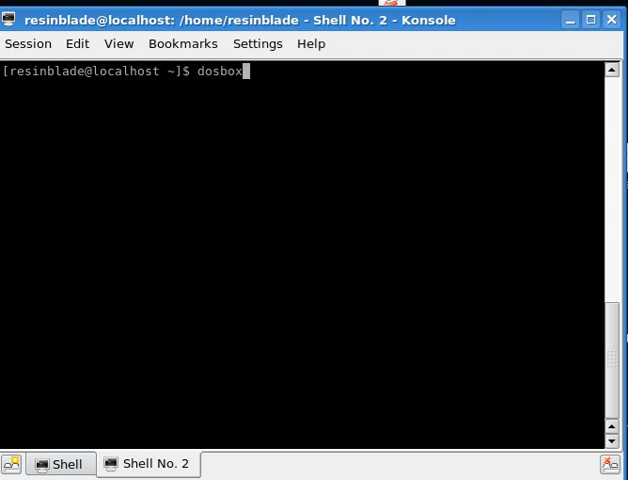 resinblade@localhost: /home/resinblade - Shell No. 2 - Konsole
Session Edit View Bookmarks Settings Help
[resinblade@localhost ~]$ dosbox
Shell Shell No. 2